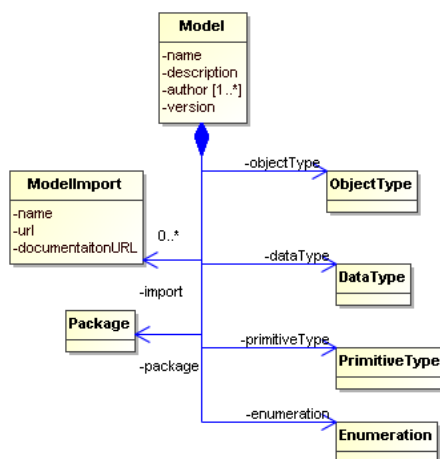 Model
-name
-description
-author [1..*]
-version
-objectType
ObjectType
ModelImport
-name
-url
-documentaitonURL
0..*
-import
-dataType
DataType
Package
-package
-primitiveType
PrimitiveType
-enumeration
Enumeration